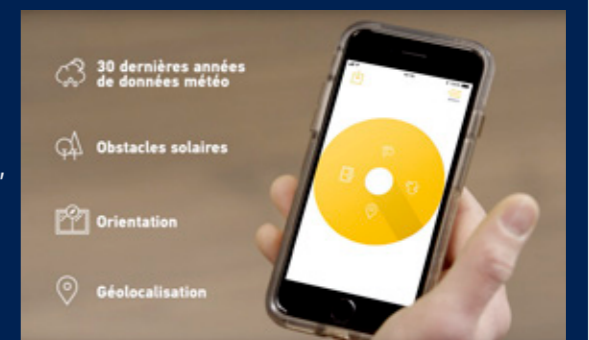 30 dernières années
de données météo
Obstacles solaires
Orientation
Géolocalisation